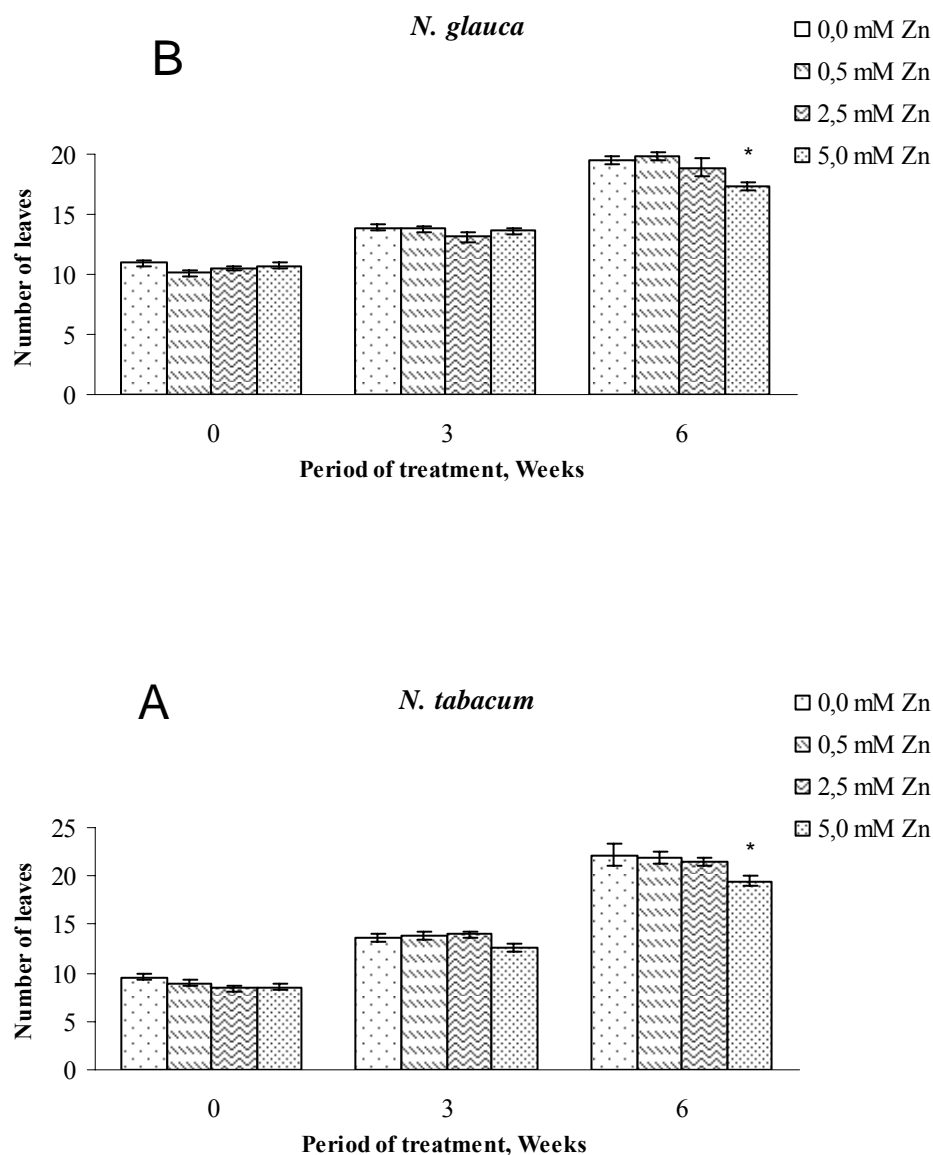 N. glauca
B
0,0 mM Zn
0,5 mM Zn
2,5 mM Zn
5,0 mM Zn
*
20
15
10
5
0
Number of leaves
0 3 6
Period of treatment, Weeks
A
N. tabacum
0,0 mM Zn
0,5 mM Zn
2,5 mM Zn
5,0 mM Zn
*
25
20
15
10
5
0
Number of leaves
0 3 6
Period of treatment, Weeks